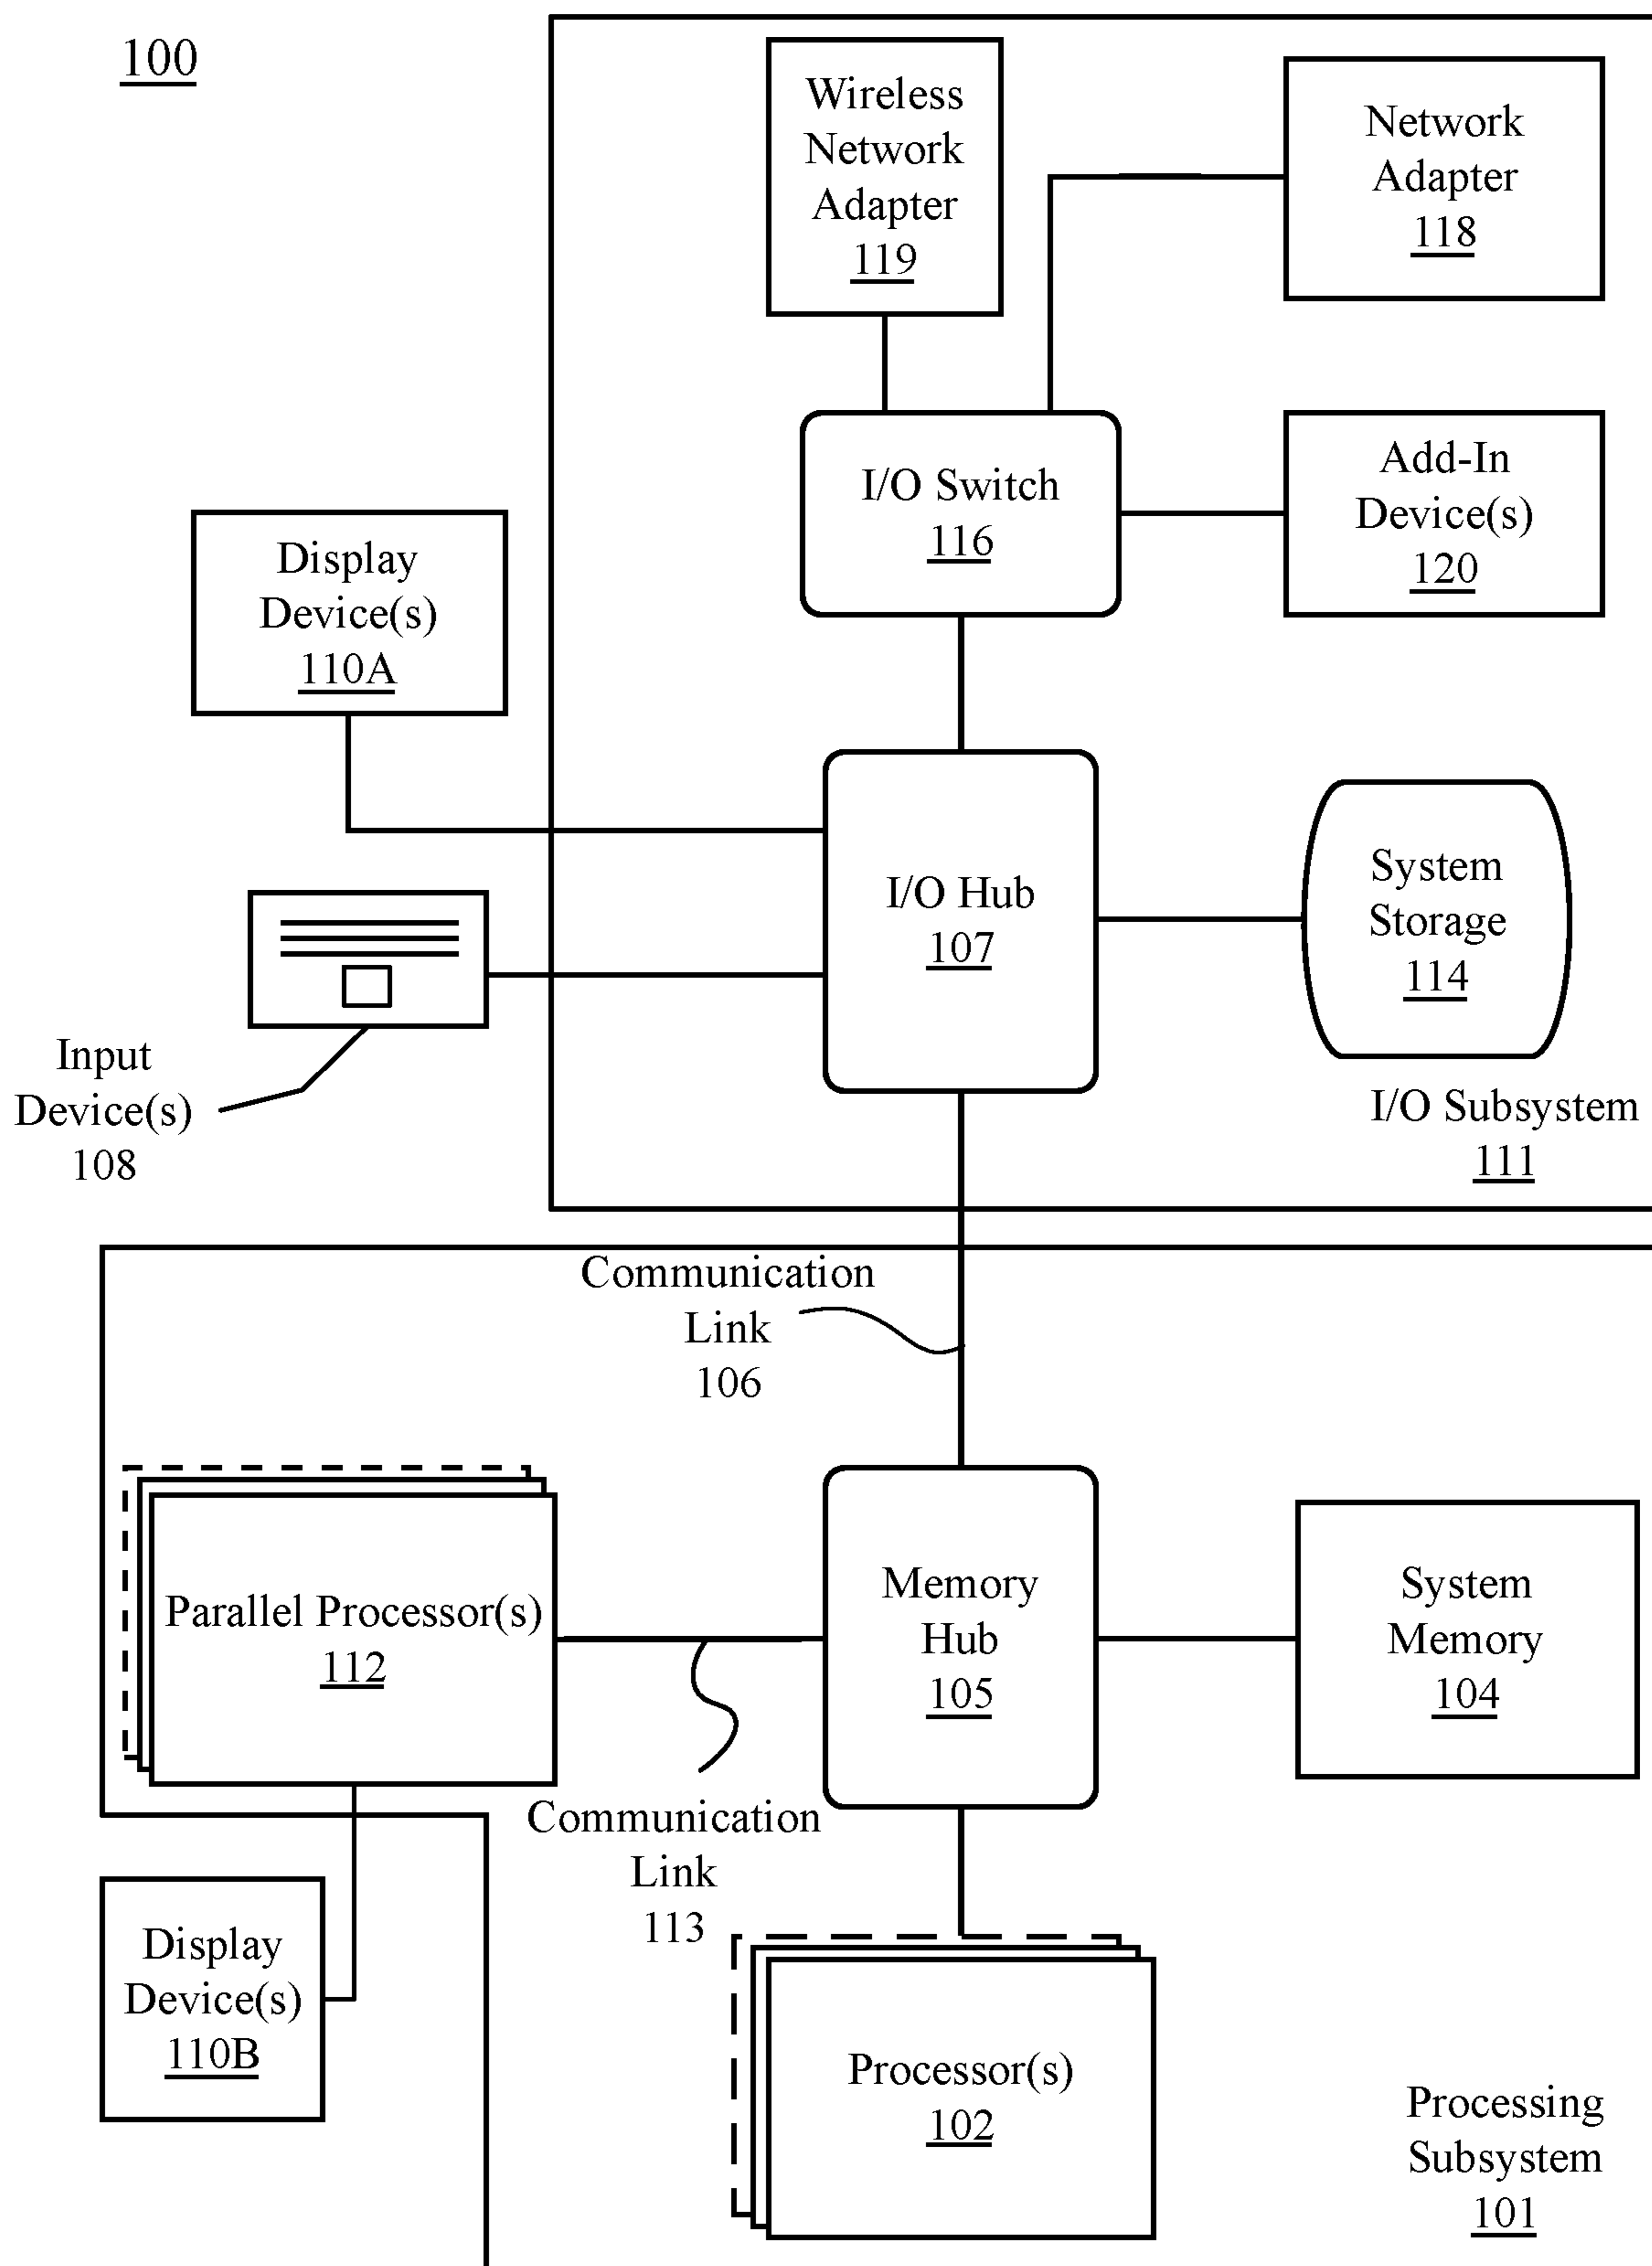 100
Wireless
Network
Adapter
119
Network
Adapter
118
I/O Switch
116
Add-In
Device(s)
120
Display
Device(s)
110A
I/O Hub
107
System
Storage
114
Input
Device(s)
108
I/O Subsystem
111
Communication
Link
106
Parallel Processor(s)
112
Memory
Hub
105
System
Memory
104
Communication
Link
113
Display
Device(s)
110B
Processor(s)
102
Processing
Subsystem
101